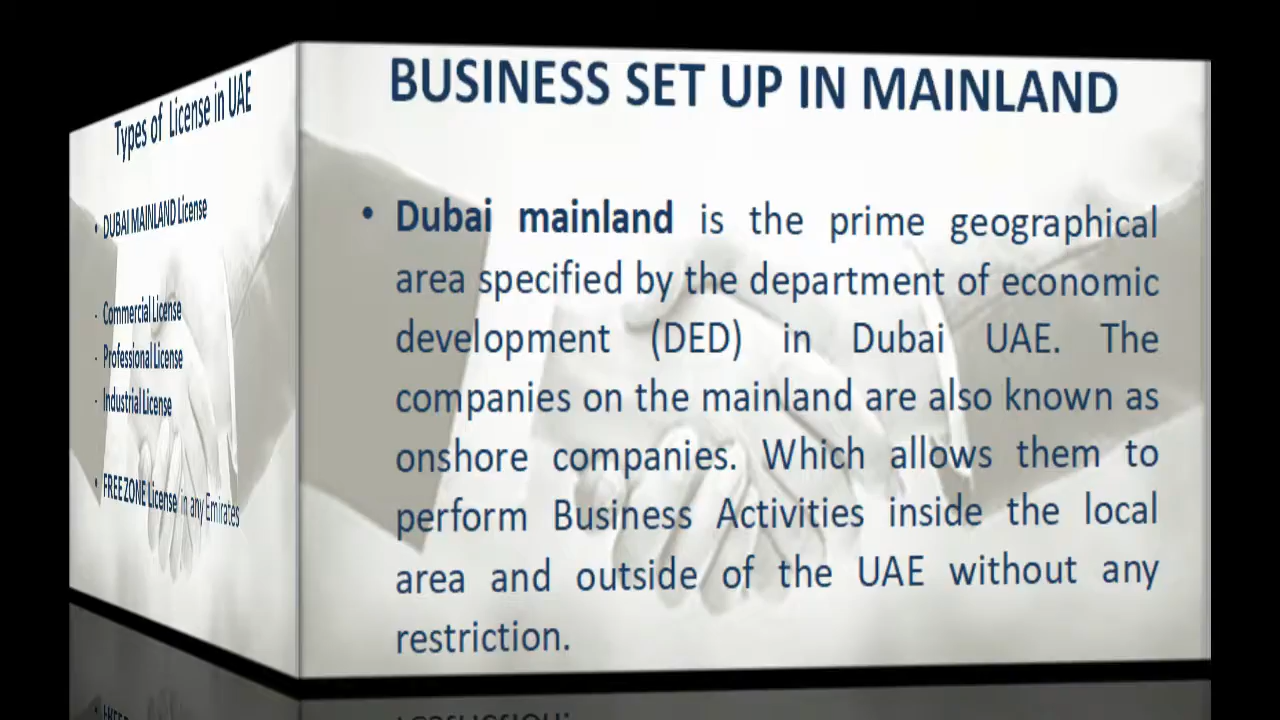 Types of License in UAE
• DUBAI MAINLAND License
· Commercial License
· Professional License
· Industrial License
• FREE ZONE License in any Emirates
BUSINESS SET UP IN MAINLAND
• Dubai mainland is the prime geographical
area specified by the department of economic
development (DED) in Dubai UAE. The
companies on the mainland are also known as
onshore companies. Which allows them to
perform Business Activities inside the local
area and outside of the UAE without any
restriction.